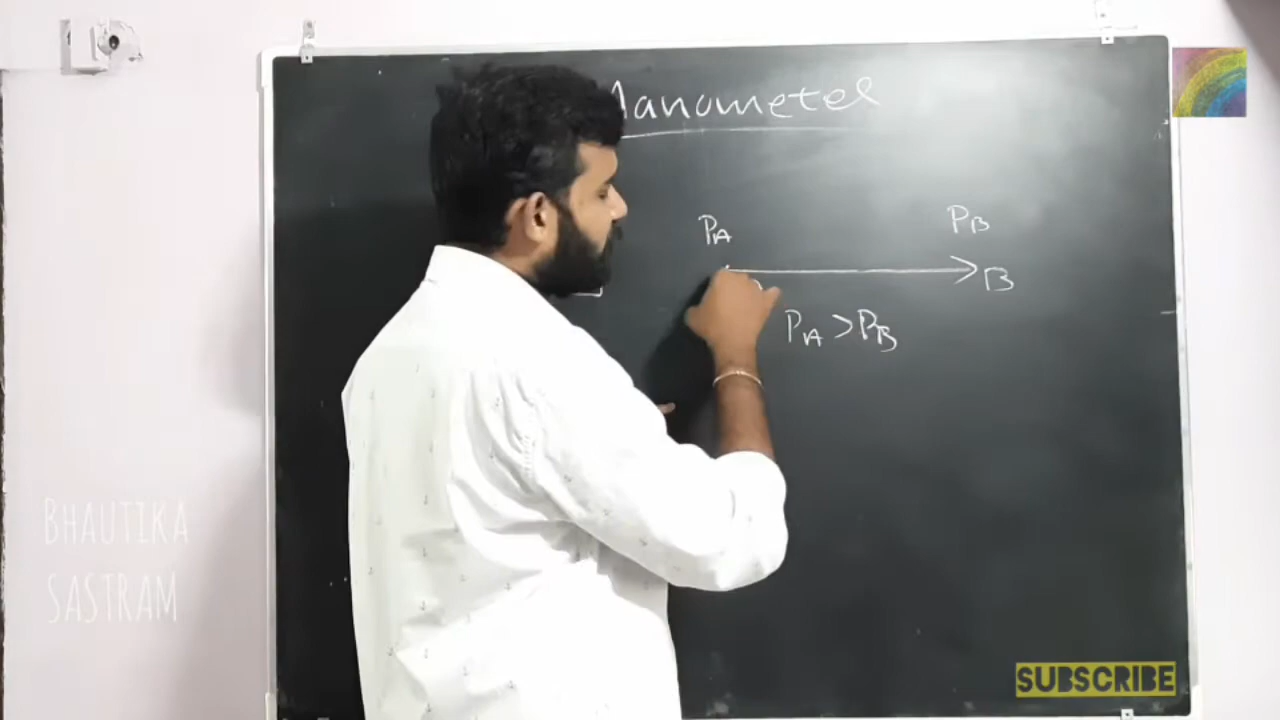 Manometer
PA PB
B
PA > PB
BHAUTIKA
SASTRAM
SUBSCRIBE